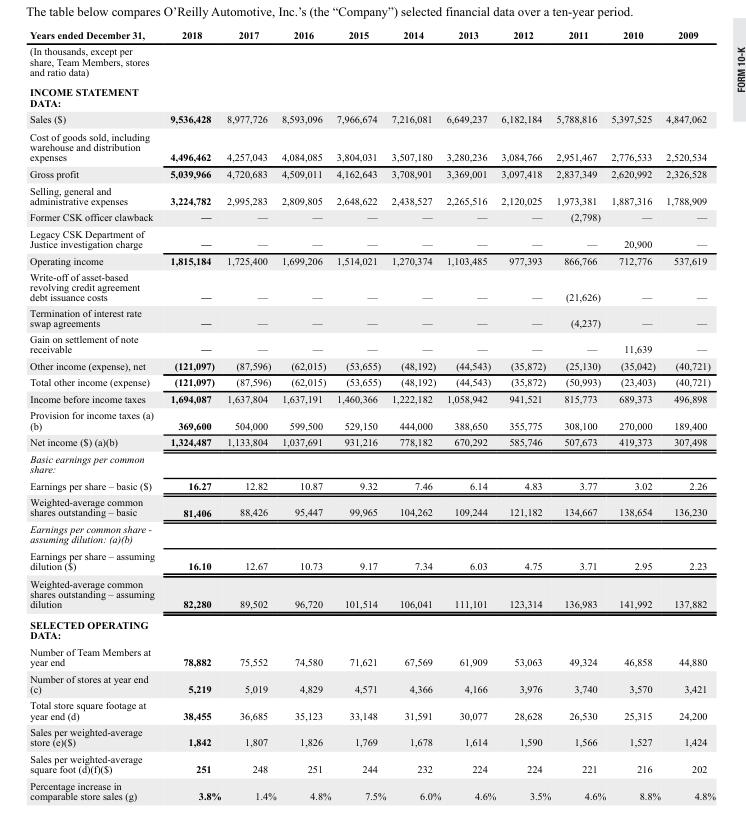 The table below compares O'Reilly Automotive, Inc.'s (the “Company”) selected financial data over a ten-year period.
FORM 10-K
Years ended December 31, 2018 2017 2016 2015 2014 2013 2012 2011 2010 2009
(In thousands, except per
share, Team Members, stores
and ratio data)
INCOME STATEMENT
DATA:
Sales ($) 9,536,428 8,977,726 8,593,096 7,966,674 7,216,081 6,649,237 6,182,184 5,788,816 5,397,525 4,847,062
Cost of goods sold, including
warehouse and distribution
expenses 4,496,462 4,257,043 4,084,085 3,804,031 3,507,180 3,280,236 3,084,766 2,951,467 2,776,533 2,520,534
Gross profit 5,039,966 4,720,683 4,509,011 4,162,643 3,708,901 3,369,001 3,097,418 2,837,349 2,620,992 2,326,528
Selling, general and
administrative expenses 3,224,782 2,995,283 2,809,805 2,648,622 2,438,527 2,265,516 2,120,025 1,973,381 1,887,316 1,788,909
Former CSK officer clawback — — — — — — — (2,798) — —
Legacy CSK Department of
Justice investigation charge — — — — — — — — 20,900 —
Operating income 1,815,184 1,725,400 1,699,206 1,514,021 1,270,374 1,103,485 977,393 866,766 712,776 537,619
Write-off of asset-based
revolving credit agreement
debt issuance costs — — — — — — — (21,626) — —
Termination of interest rate
swap agreements — — — — — — — (4,237) — —
Gain on settlement of note
receivable — — — — — — — — 11,639 —
Other income (expense), net (121,097) (87,596) (62,015) (53,655) (48,192) (44,543) (35,872) (25,130) (35,042) (40,721)
Total other income (expense) (121,097) (87,596) (62,015) (53,655) (48,192) (44,543) (35,872) (50,993) (23,403) (40,721)
Income before income taxes 1,694,087 1,637,804 1,637,191 1,460,366 1,222,182 1,058,942 941,521 815,773 689,373 496,898
Provision for income taxes (a)
(b) 369,600 504,000 599,500 529,150 444,000 388,650 355,775 308,100 270,000 189,400
Net income ($) (a)(b) 1,324,487 1,133,804 1,037,691 931,216 778,182 670,292 585,746 507,673 419,373 307,498
Basic earnings per common
share:
Earnings per share – basic ($) 16.27 12.82 10.87 9.32 7.46 6.14 4.83 3.77 3.02 2.26
Weighted-average common
shares outstanding – basic 81,406 88,426 95,447 99,965 104,262 109,244 121,182 134,667 138,654 136,230
Earnings per common share -
assuming dilution: (a)(b)
Earnings per share – assuming
dilution ($) 16.10 12.67 10.73 9.17 7.34 6.03 4.75 3.71 2.95 2.23
Weighted-average common
shares outstanding – assuming
dilution 82,280 89,502 96,720 101,514 106,041 111,101 123,314 136,983 141,992 137,882
SELECTED OPERATING
DATA:
Number of Team Members at
year end 78,882 75,552 74,580 71,621 67,569 61,909 53,063 49,324 46,858 44,880
Number of stores at year end
(c) 5,219 5,019 4,829 4,571 4,366 4,166 3,976 3,740 3,570 3,421
Total store square footage at
year end (d) 38,455 36,685 35,123 33,148 31,591 30,077 28,628 26,530 25,315 24,200
Sales per weighted-average
store (e)($) 1,842 1,807 1,826 1,769 1,678 1,614 1,590 1,566 1,527 1,424
Sales per weighted-average
square foot (d)(f)($) 251 248 251 244 232 224 224 221 216 202
Percentage increase in
comparable store sales (g) 3.8% 1.4% 4.8% 7.5% 6.0% 4.6% 3.5% 4.6% 8.8% 4.8%